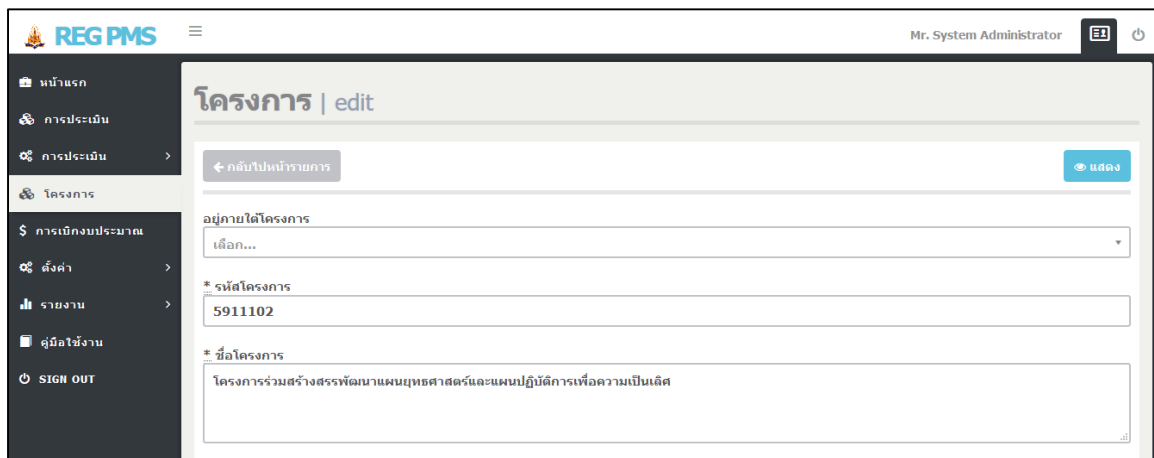 REG PMS
Mr. System Administrator
หน้าแรก
การประเมิน
การประเมิน
โครงการ
$ การเบิกงบประมาณ
ตั้งค่า
รายงาน
คู่มือใช้งาน
SIGN OUT
โครงการ | edit
กลับไปหน้ารายการ
แสดง
อยู่ภายใต้โครงการ
เลือก...
* รหัสโครงการ
5911102
* ชื่อโครงการ
โครงการร่วมสร้างสรรพัฒนาแผนยุทธศาสตร์และแผนปฏิบัติการเพื่อความเป็นเลิศ